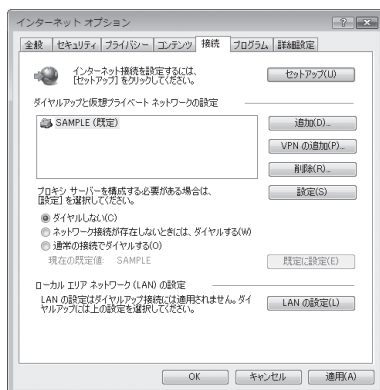 インターネット オプション
全般 セキュリティ プライバシー コンテンツ 接続 プログラム 詳細設定
インターネット接続を設定するには、
[セットアップ] をクリックしてください。
セットアップ(U)
ダイヤルアップと仮想プライベート ネットワークの設定
SAMPLE (既定)
追加(D)...
VPN の追加(P)...
削除(R)...
プロキシ サーバーを構成する必要がある場合は、
[設定] を選択してください。
設定(S)
ダイヤルしない(C)
ネットワーク接続が存在しないときには、ダイヤルする(W)
通常の接続でダイヤルする(O)
現在の既定値: SAMPLE
既定に設定(E)
ローカル エリア ネットワーク (LAN) の設定
LAN の設定はダイヤルアップ接続には適用されません。ダイ
ヤルアップには上の設定を選択してください。
LAN の設定(L)
OK キャンセル 適用(A)